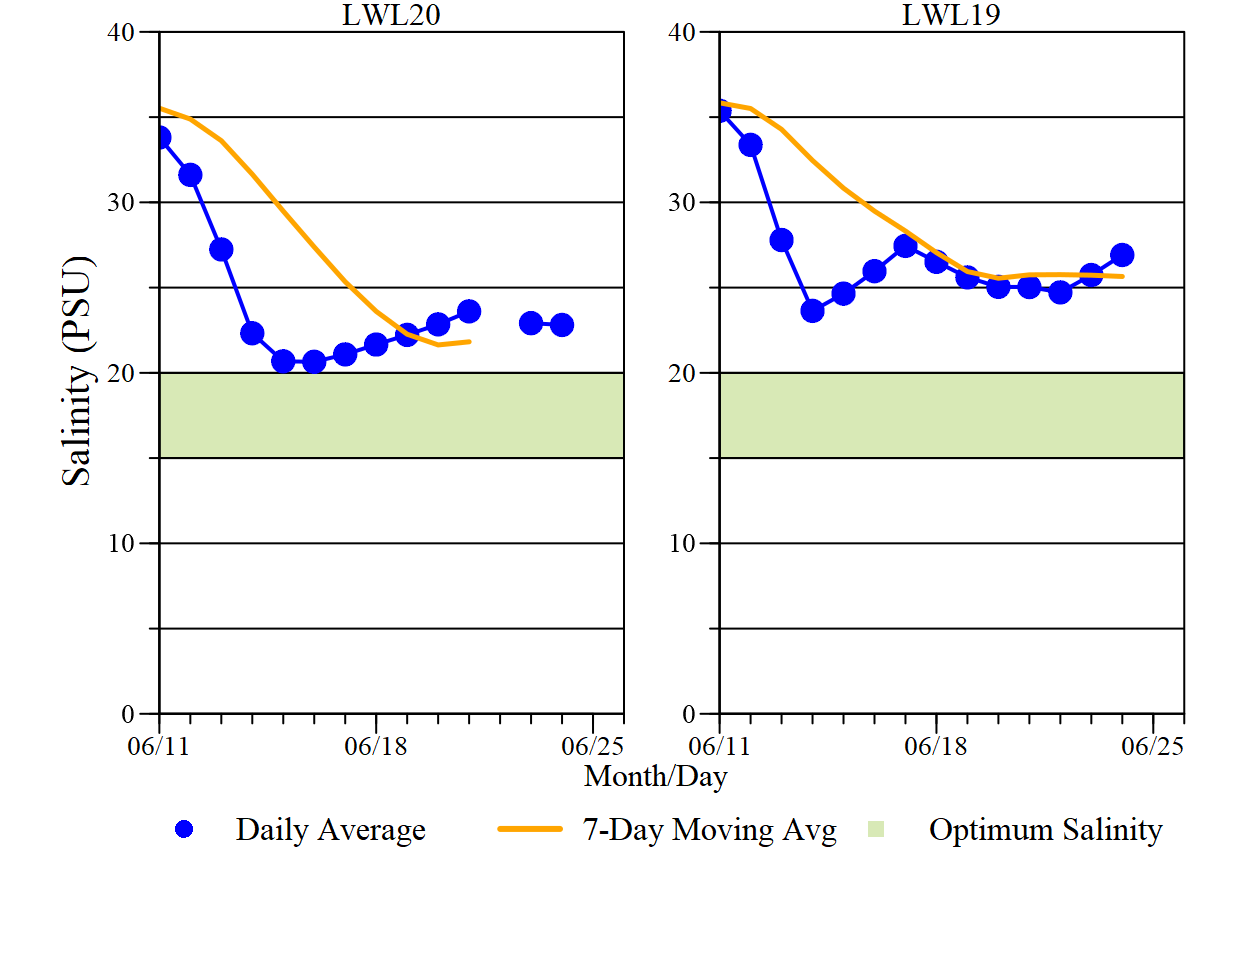 LWL20 LWL19
40 40
30 30
Salinity (PSU)
20 20
10 10
0 0
06/11 06/18 06/25 06/11 06/18 06/25
Month/Day
Daily Average 7-Day Moving Avg Optimum Salinity